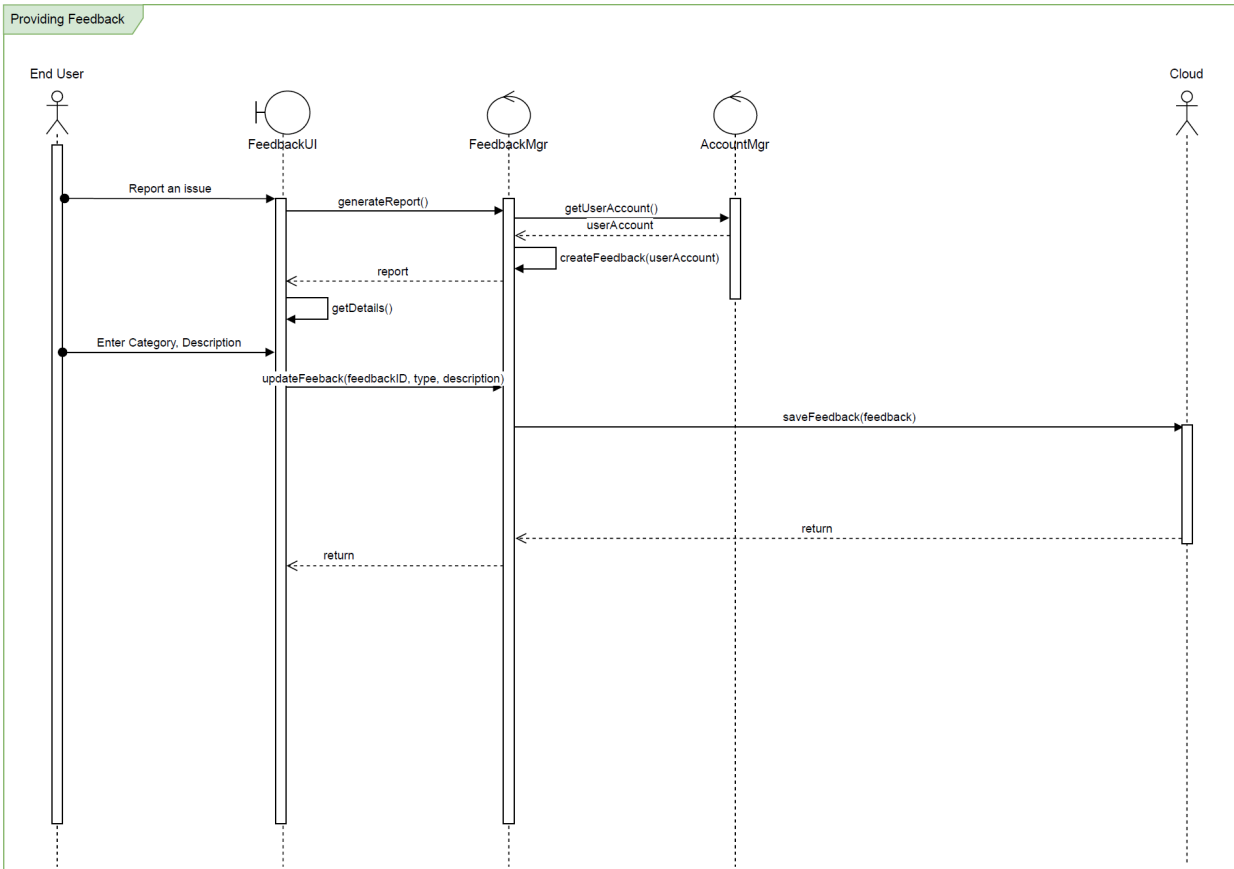 Providing Feedback
End User
Cloud
FeedbackUI
FeedbackMgr
AccountMgr
Report an issue
generateReport()
getUserAccount()
userAccount
createFeedback(userAccount)
report
getDetails()
Enter Category, Description
updateFeeback(feedbackID, type, description)
saveFeedback(feedback)
return
return